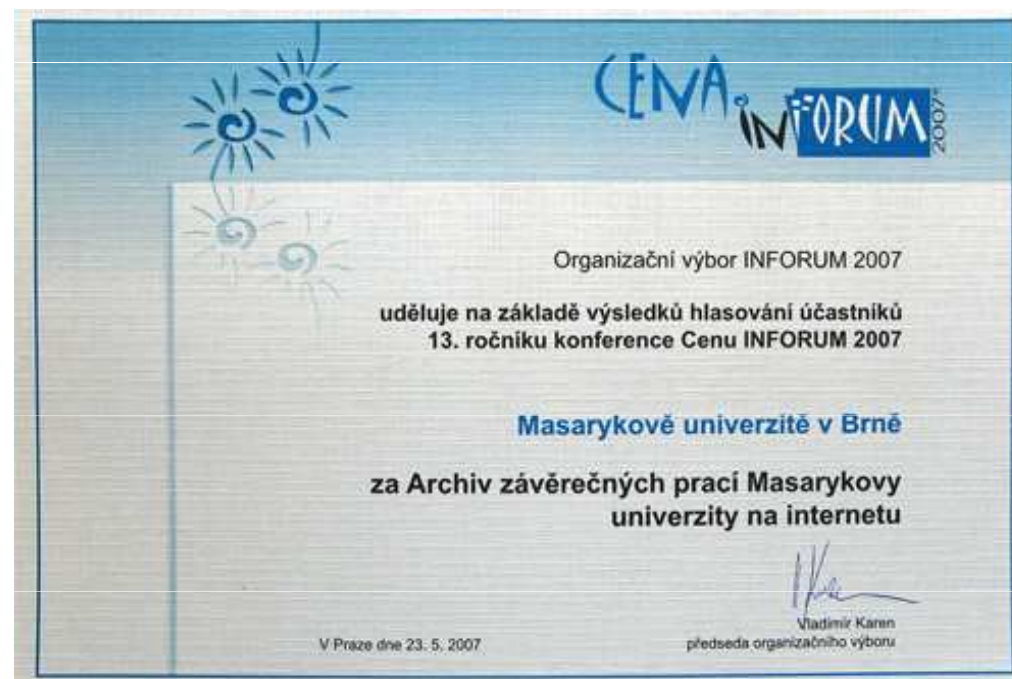 CENA
INFORUM
2007
Organizační výbor INFORUM 2007
uděluje na základě výsledků hlasování účastníků
13. ročníku konference Cenu INFORUM 2007
Masarykově univerzitě v Brně
za Archiv závěrečných prací Masarykovy
univerzity na internetu
Vladimír Karen
V Praze dne 23. 5. 2007
předseda organizačního výboru